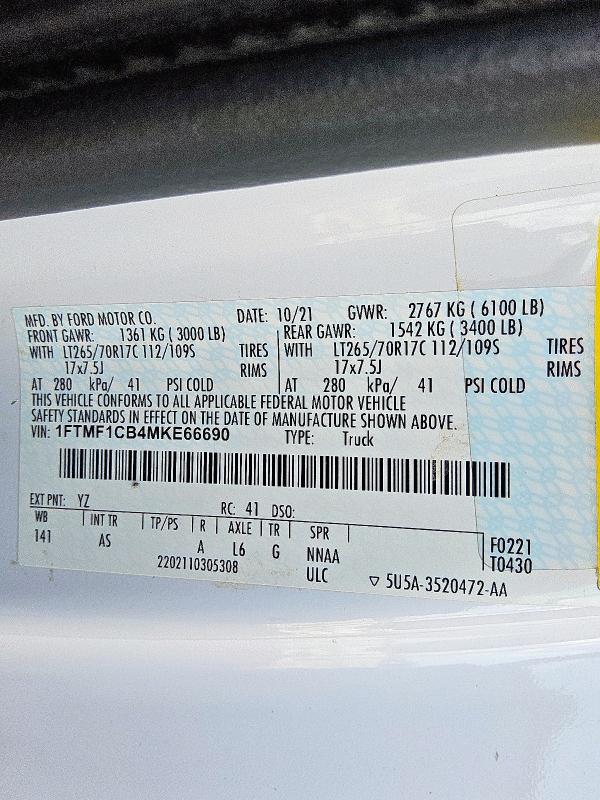 MFD. BY FORD MOTOR CO. DATE: 10/21 GVWR: 2767 KG ( 6100 LB)
FRONT GAWR: 1361 KG ( 3000 LB) REAR GAWR: 1542 KG ( 3400 LB)
WITH LT265/70R17C 112/109S TIRES WITH LT265/70R17C 112/109S TIRES
17x7.5J RIMS 17x7.5J RIMS
AT 280 kPa/ 41 PSI COLD AT 280 kPa/ 41 PSI COLD
THIS VEHICLE CONFORMS TO ALL APPLICABLE FEDERAL MOTOR VEHICLE
SAFETY STANDARDS IN EFFECT ON THE DATE OF MANUFACTURE SHOWN ABOVE.
VIN: 1FTMF1CB4MKE66690 TYPE: Truck
EXT PNT: YZ RC: 41 DSO:
WB INT TR TP/PS R AXLE TR SPR
141 AS A L6 G NNAA F0221
2202110305308 ULC T0430
▽ 5U5A-3520472-AA